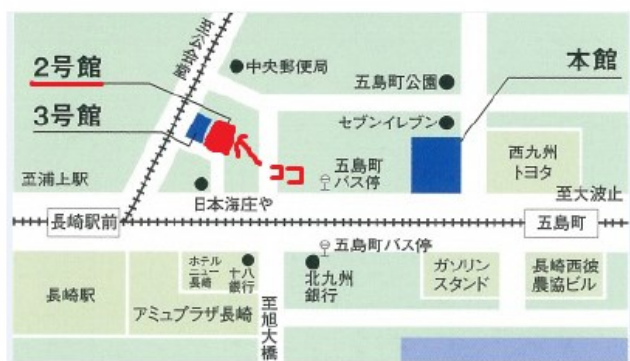 至公会堂
2号館
3号館
中央郵便局
五島町公園
本館
セブンイレブン
ココ
五島町
バス停
西九州
トヨタ
至浦上駅
日本海庄や
至大波止
長崎駅前
五島町
五島町バス停
ホテル
ニュー
長崎
十八
銀行
北九州
銀行
ガソリン
スタンド
長崎西彼
農協ビル
長崎駅
アミュプラザ長崎
至旭大橋